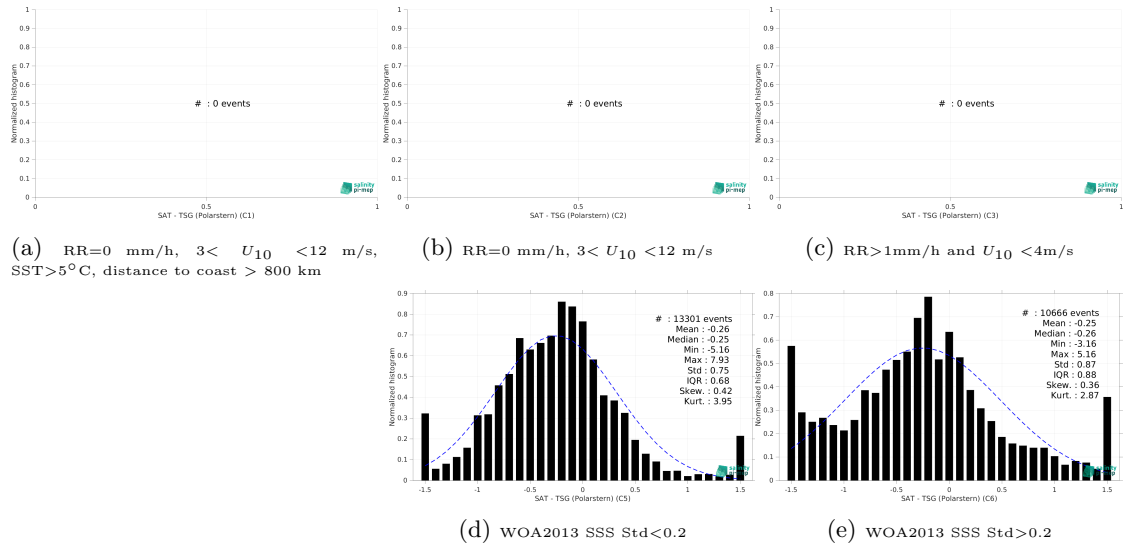 1
0.9
0.8
0.7
0.6
0.5
0.4
0.3
0.2
0.1
0
Normalized histogram
# : 0 events
salinity
pi-mep
0 0.5 1
SAT - TSG (Polarstern) (C1)
1
0.9
0.8
0.7
0.6
0.5
0.4
0.3
0.2
0.1
0
Normalized histogram
# : 0 events
salinity
pi-mep
0 0.5 1
SAT - TSG (Polarstern) (C2)
1
0.9
0.8
0.7
0.6
0.5
0.4
0.3
0.2
0.1
0
Normalized histogram
# : 0 events
salinity
pi-mep
0 0.5 1
SAT - TSG (Polarstern) (C3)
(a) RR=0 mm/h, 3< U10 <12 m/s,
SST>5°C, distance to coast > 800 km
(b) RR=0 mm/h, 3< U10 <12 m/s
(c) RR>1mm/h and U10 <4m/s
0.9
0.8
0.7
0.6
0.5
0.4
0.3
0.2
0.1
0
Normalized histogram
# : 13301 events
Mean : -0.26
Median : -0.25
Min : -5.16
Max : 7.93
Std : 0.75
IQR : 0.68
Skew. : 0.42
Kurt. : 3.95
salinity
pi-mep
-1.5 -1 -0.5 0 0.5 1 1.5
SAT - TSG (Polarstern) (C5)
0.8
0.7
0.6
0.5
0.4
0.3
0.2
0.1
0
Normalized histogram
# : 10666 events
Mean : -0.25
Median : -0.26
Min : -3.16
Max : 5.16
Std : 0.87
IQR : 0.88
Skew. : 0.36
Kurt. : 2.87
salinity
pi-mep
-1.5 -1 -0.5 0 0.5 1 1.5
SAT - TSG (Polarstern) (C6)
(d) WOA2013 SSS Std<0.2
(e) WOA2013 SSS Std>0.2